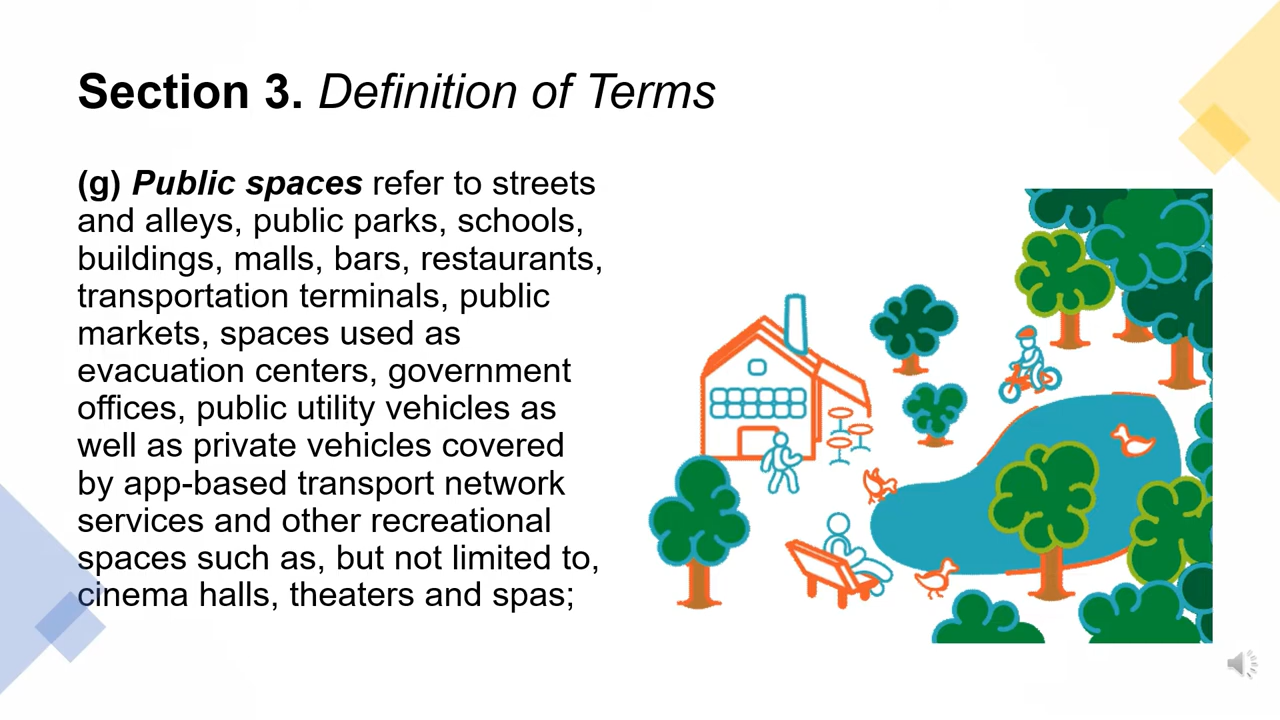 Section 3. Definition of Terms
(g) Public spaces refer to streets
and alleys, public parks, schools,
buildings, malls, bars, restaurants,
transportation terminals, public
markets, spaces used as
evacuation centers, government
offices, public utility vehicles as
well as private vehicles covered
by app-based transport network
services and other recreational
spaces such as, but not limited to,
cinema halls, theaters and spas;